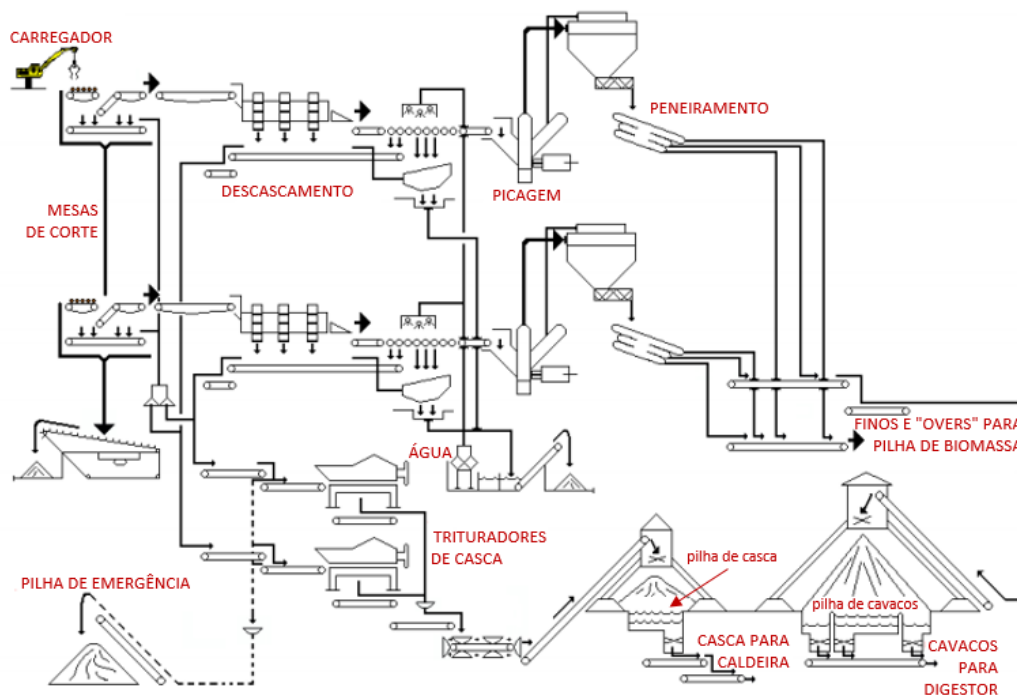 CARREGADOR
PENEIRAMENTO
DESCASCAMENTO
PICAGEM
MESAS
DE CORTE
FINOS E "OVERS" PARA
PILHA DE BIOMASSA
ÁGUA
TRITURADORES
DE CASCA
pilha de casca
PILHA DE EMERGÊNCIA
pilha de cavacos
CASCA PARA
CALDEIRA
CAVACOS
PARA
DIGESTOR